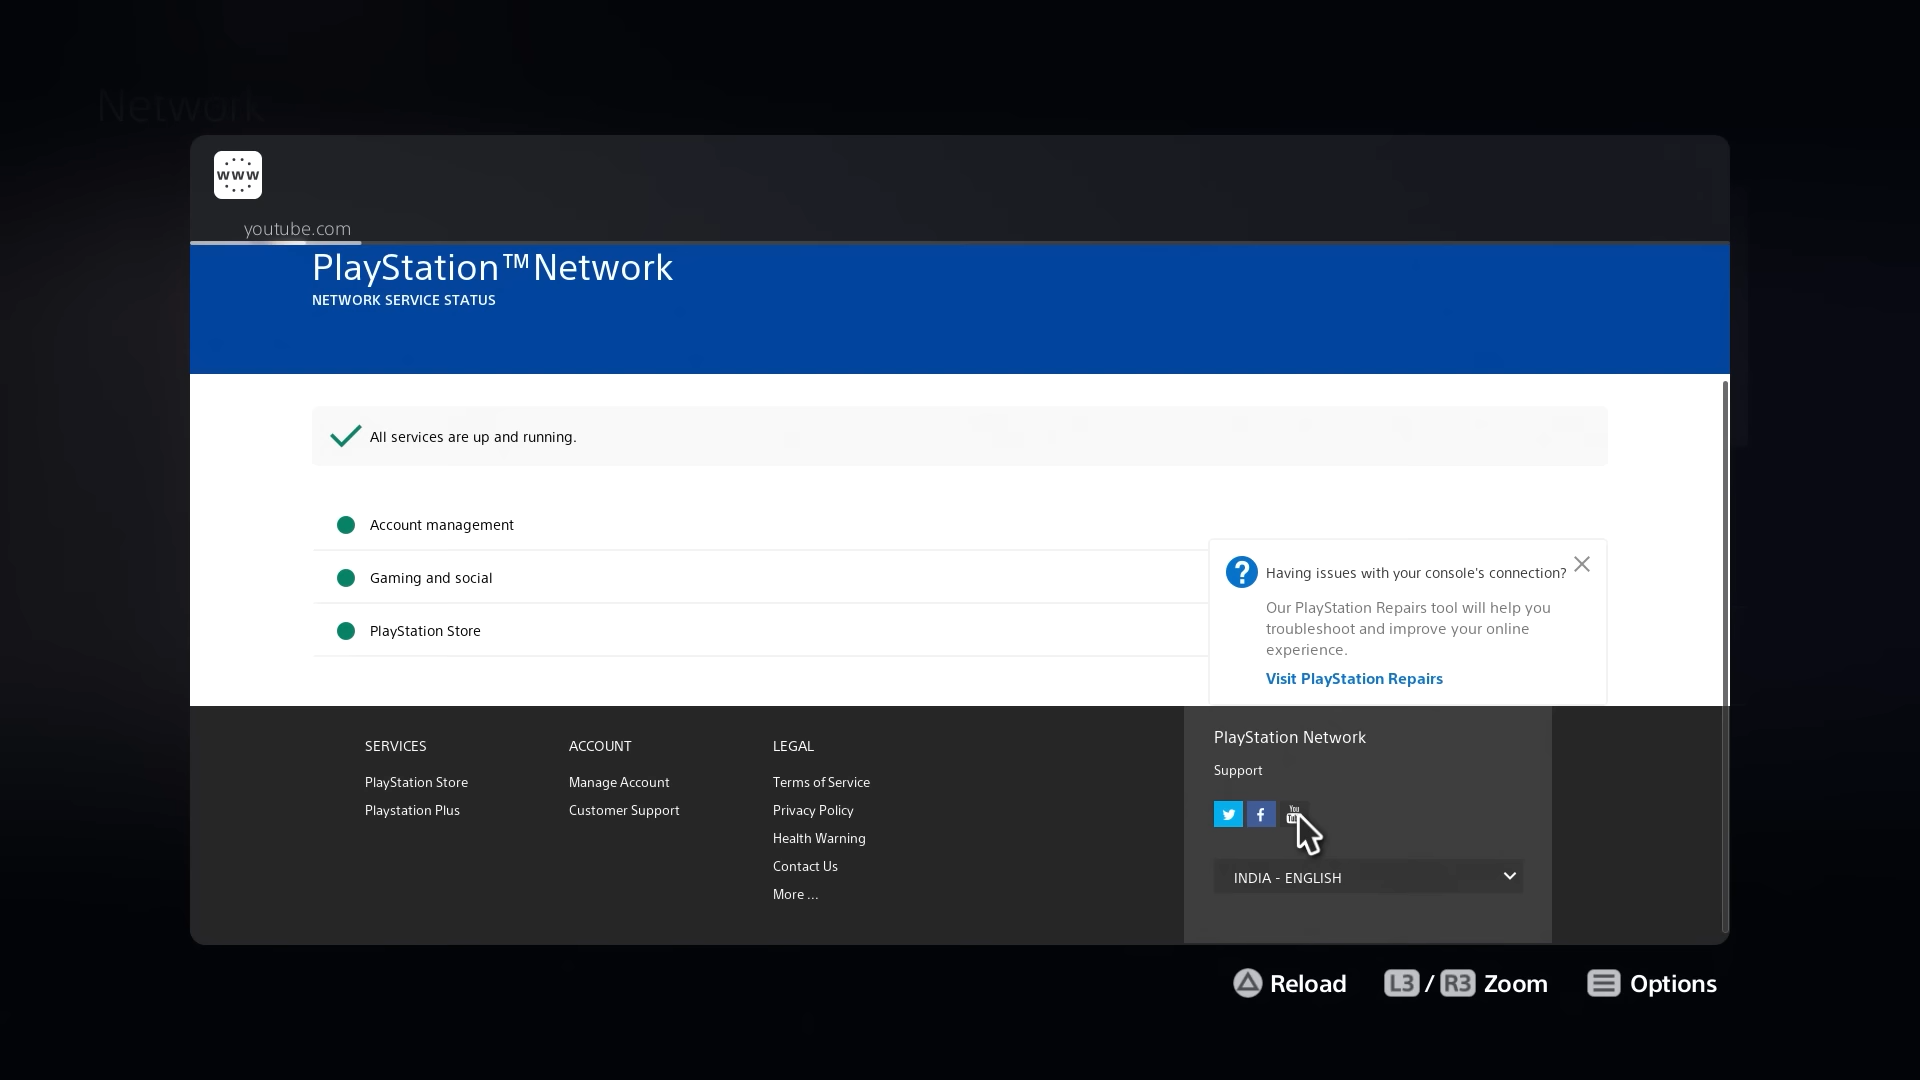 Network
www
youtube.com
PlayStation™Network
NETWORK SERVICE STATUS
All services are up and running.
Account management
Gaming and social
PlayStation Store
? Having issues with your console's connection?
Our PlayStation Repairs tool will help you
troubleshoot and improve your online
experience.
Visit PlayStation Repairs
SERVICES
PlayStation Store
Playstation Plus
ACCOUNT
Manage Account
Customer Support
LEGAL
Terms of Service
Privacy Policy
Health Warning
Contact Us
More ...
PlayStation Network
Support
f
You
INDIA - ENGLISH
Reload
L3 / R3 Zoom
Options